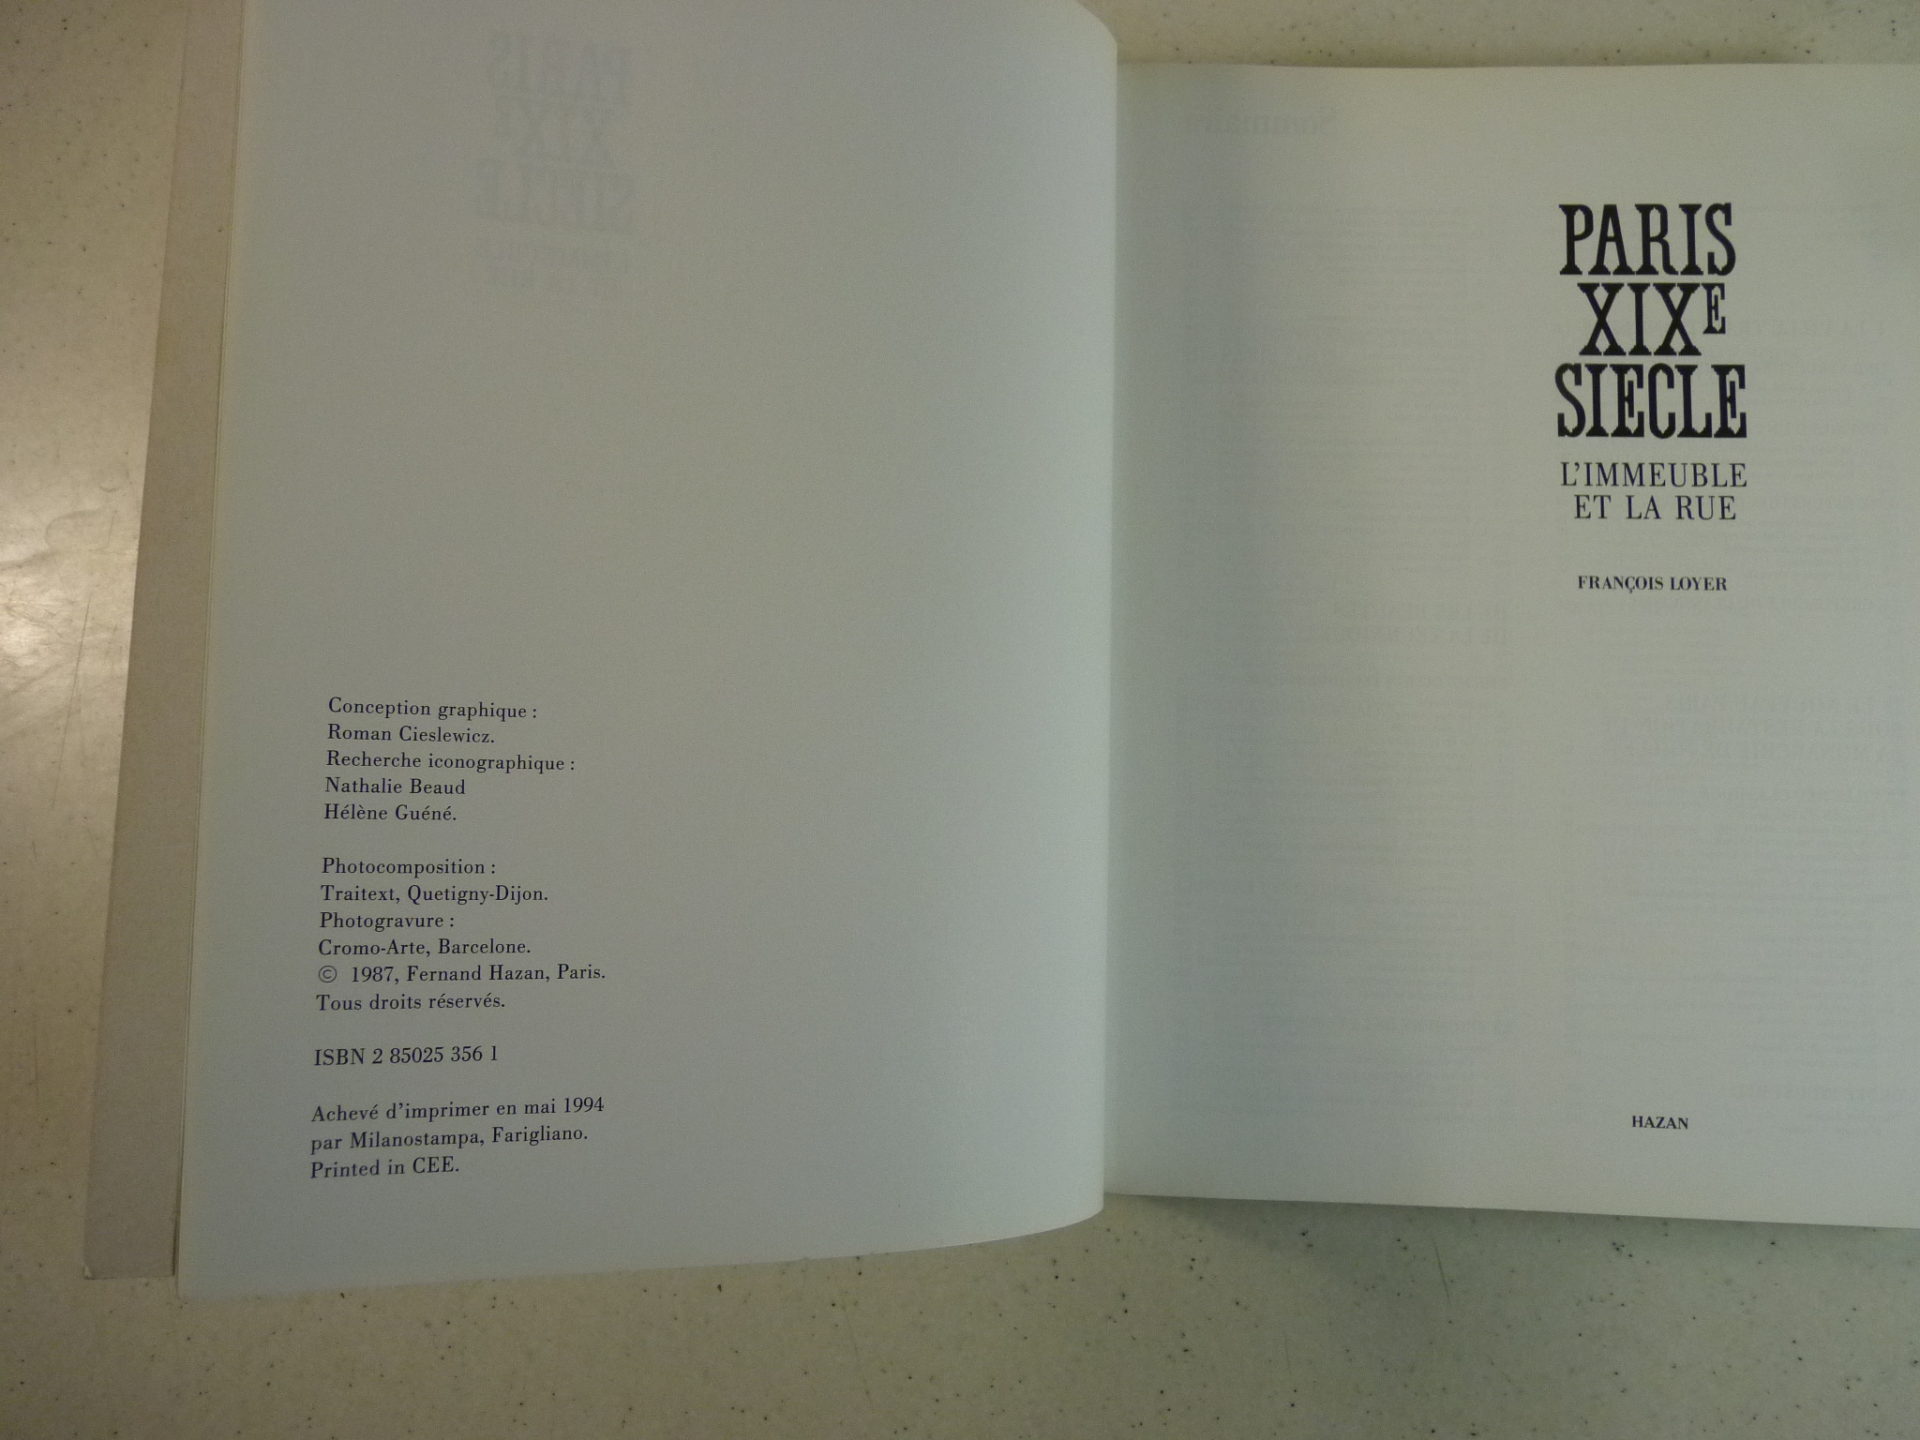 Conception graphique :
Roman Cieslewicz.
Recherche iconographique :
Nathalie Beaud
Hélène Guéné.
Photocomposition :
Traitext, Quetigny-Dijon.
Photogravure :
Cromo-Arte, Barcelone.
© 1987, Fernand Hazan, Paris.
Tous droits réservés.
ISBN 2 85025 356 1
Achevé d'imprimer en mai 1994
par Milanostampa, Farigliano.
Printed in CEE.
PARIS
XIXE
SIECLE
L'IMMEUBLE
ET LA RUE
FRANÇOIS LOYER
HAZAN